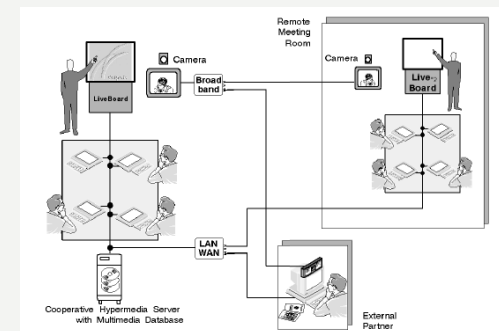 Remote
Meeting
Room
Camera
Camera
Broad
band
LiveBoard
Live-
Board
LAN
WAN
Cooperative Hypermedia Server
with Multimedia Database
External
Partner